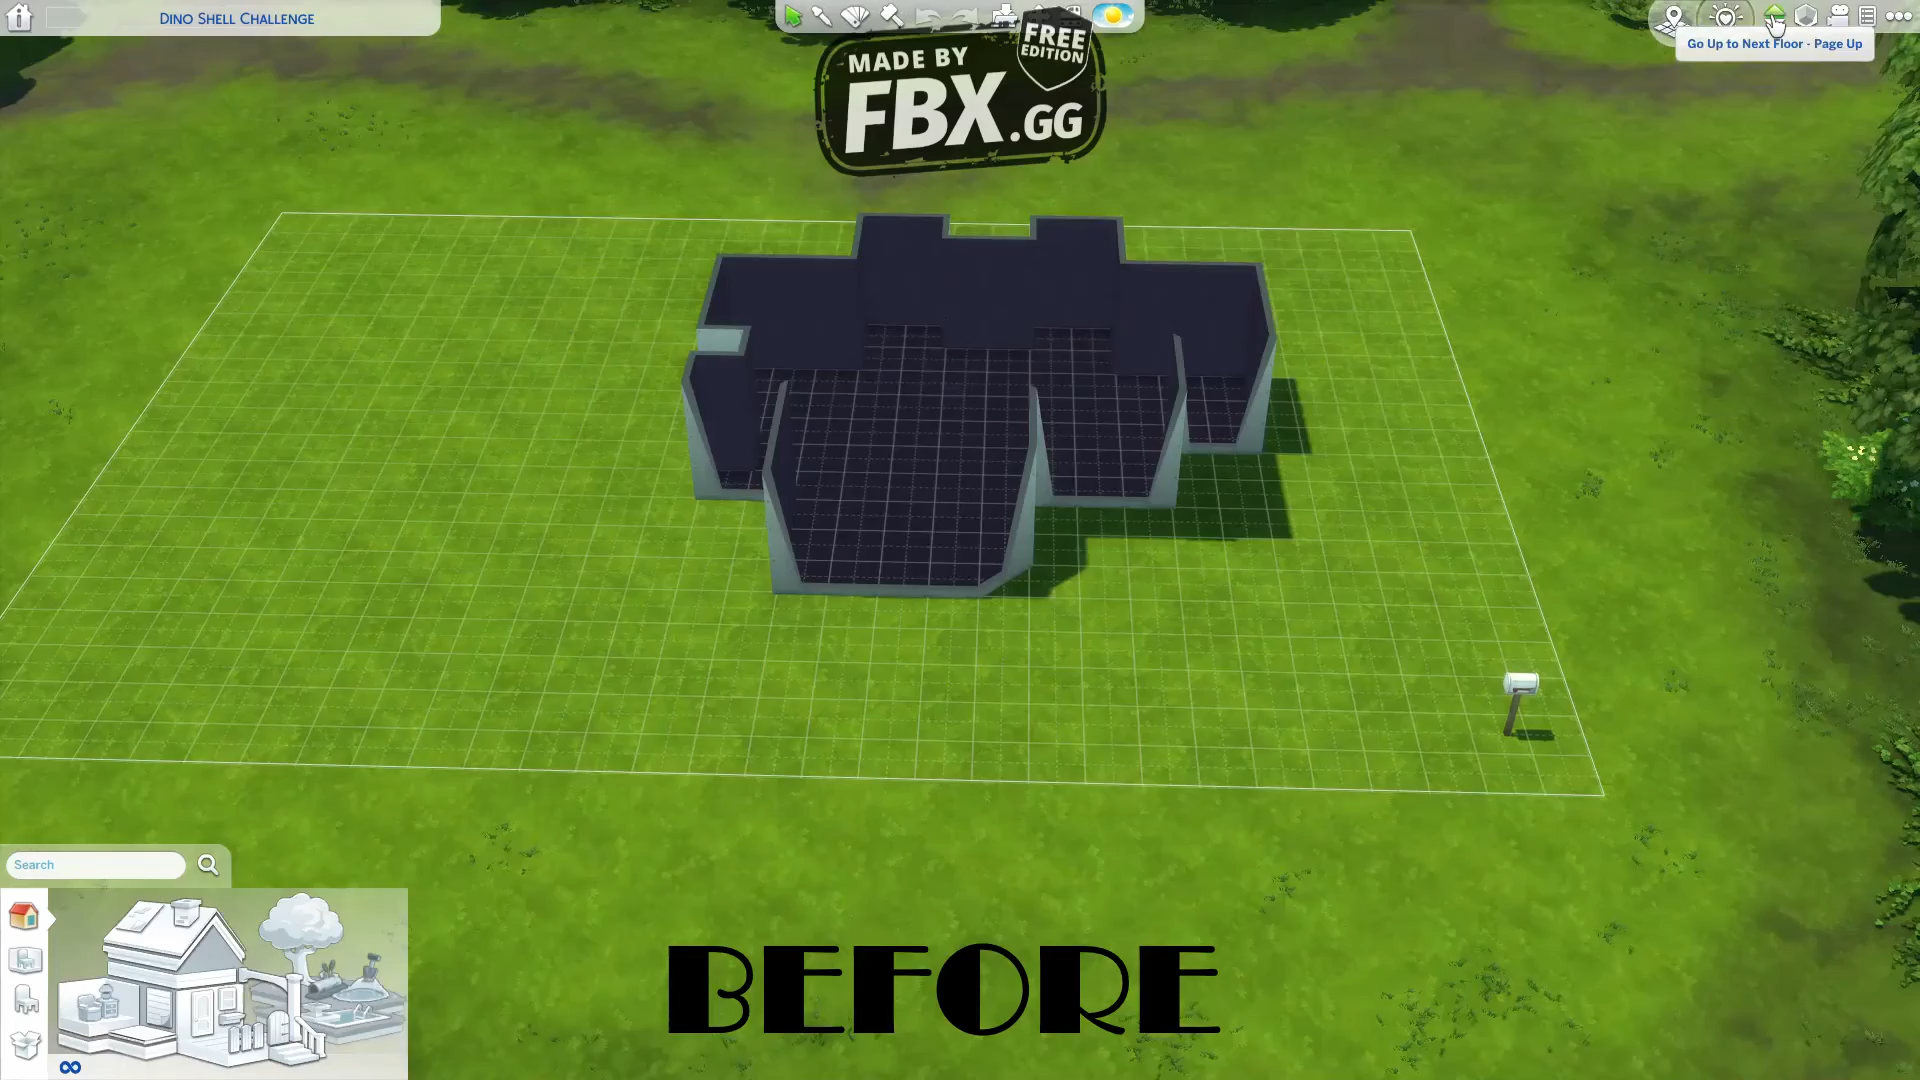 DINO SHELL CHALLENGE
Go Up to Next Floor - Page Up
FREE
EDITION
MADE BY
FBX.GG
Search
BEFORE